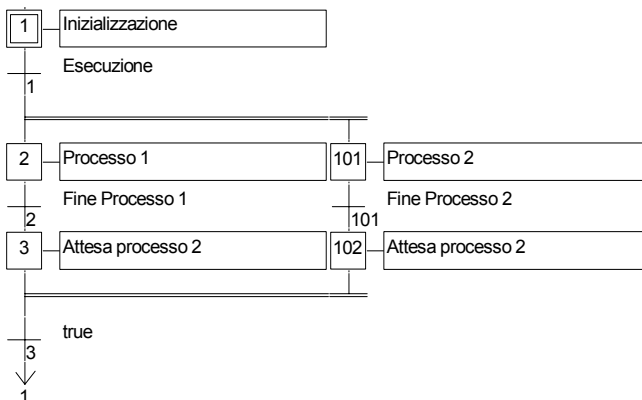 1 Inizializzazione
Esecuzione
1
2 Processo 1 101 Processo 2
Fine Processo 1 Fine Processo 2
2 101
3 Attesa processo 2 102 Attesa processo 2
true
3
1